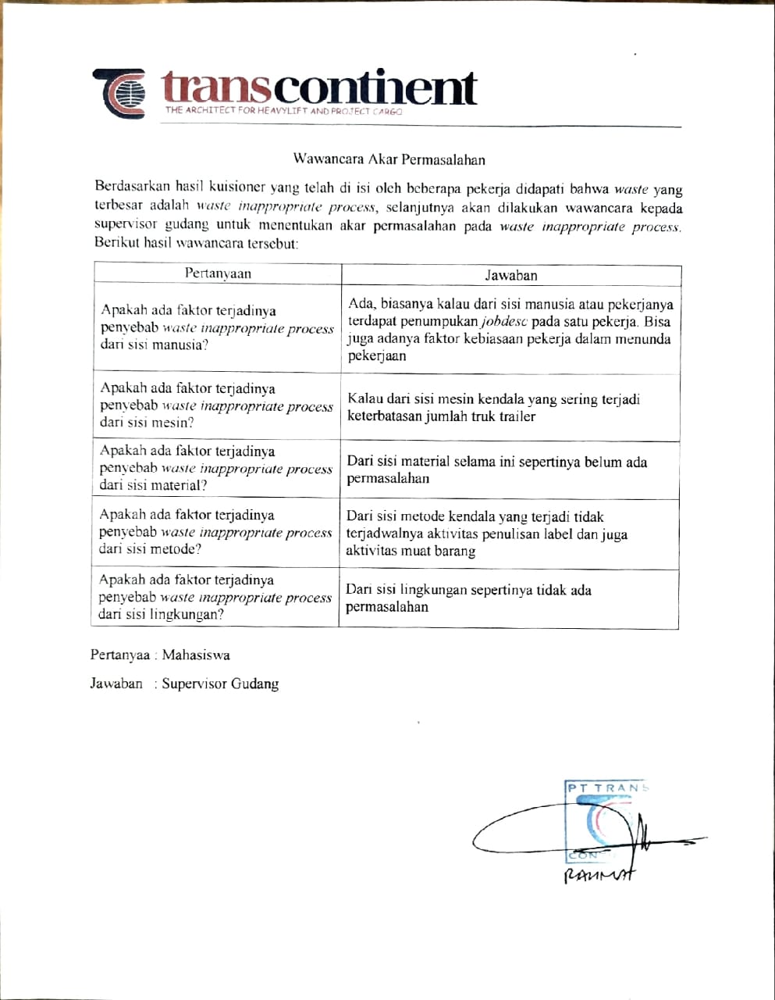 transcontinent
THE ARCHITECT FOR HEAVYLIFT AND PROJECT CARGO
Wawancara Akar Permasalahan
Berdasarkan hasil kuisioner yang telah di isi oleh beberapa pekerja didapati bahwa waste yang
terbesar adalah waste inappropriate process, selanjutnya akan dilakukan wawancara kepada
supervisor gudang untuk menentukan akar permasalahan pada waste inappropriate process.
Berikut hasil wawancara tersebut:
Pertanyaan
Jawaban
Apakah ada faktor terjadinya
penyebab waste inappropriate process
dari sisi manusia?
Ada, biasanya kalau dari sisi manusia atau pekerjanya
terdapat penumpukan jobdesc pada satu pekerja. Bisa
juga adanya faktor kebiasaan pekerja dalam menunda
pekerjaan
Apakah ada faktor terjadinya
penyebab waste inappropriate process
dari sisi mesin?
Kalau dari sisi mesin kendala yang sering terjadi
keterbatasan jumlah truk trailer
Apakah ada faktor terjadinya
penyebab waste inappropriate process
dari sisi material?
Dari sisi material selama ini sepertinya belum ada
permasalahan
Apakah ada faktor terjadinya
penyebab waste inappropriate process
dari sisi metode?
Dari sisi metode kendala yang terjadi tidak
terjadwalnya aktivitas penulisan label dan juga
aktivitas muat barang
Apakah ada faktor terjadinya
penyebab waste inappropriate process
dari sisi lingkungan?
Dari sisi lingkungan sepertinya tidak ada
permasalahan
Pertanyaa : Mahasiswa
Jawaban : Supervisor Gudang
PT TRANS
CON
RAHMAT